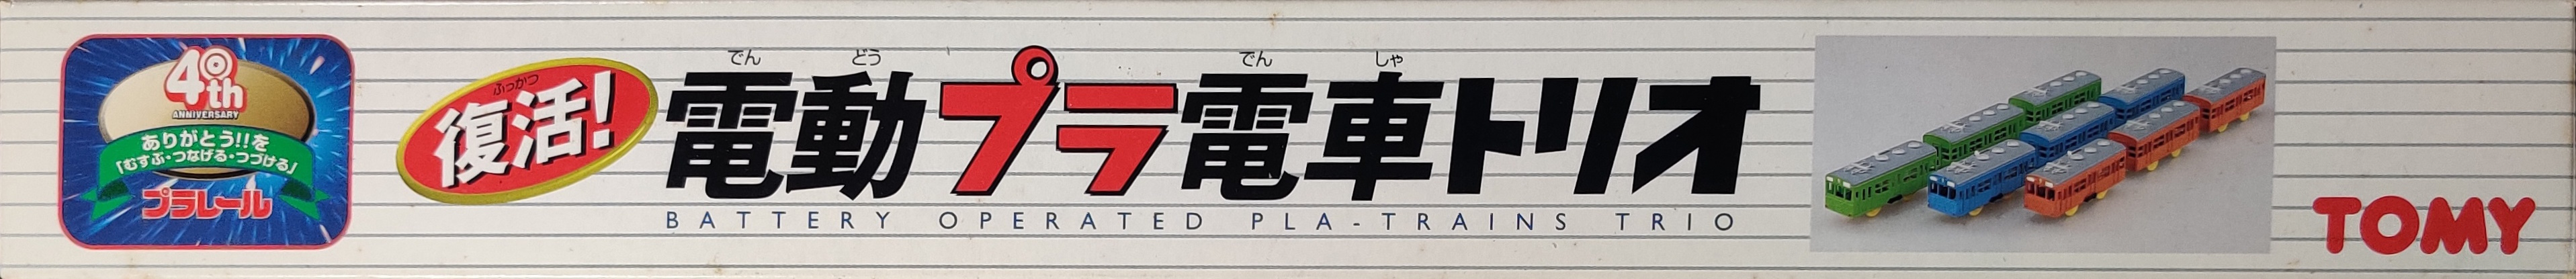 40th
ANNIVERSARY
ありがとう!!を
「むすぶ・つなげる・つづける」
プラレール
ふっかつ
復活!
でん どう でん しゃ
電動プラ電車トリオ
BATTERY OPERATED PLA-TRAINS TRIO
TOMY